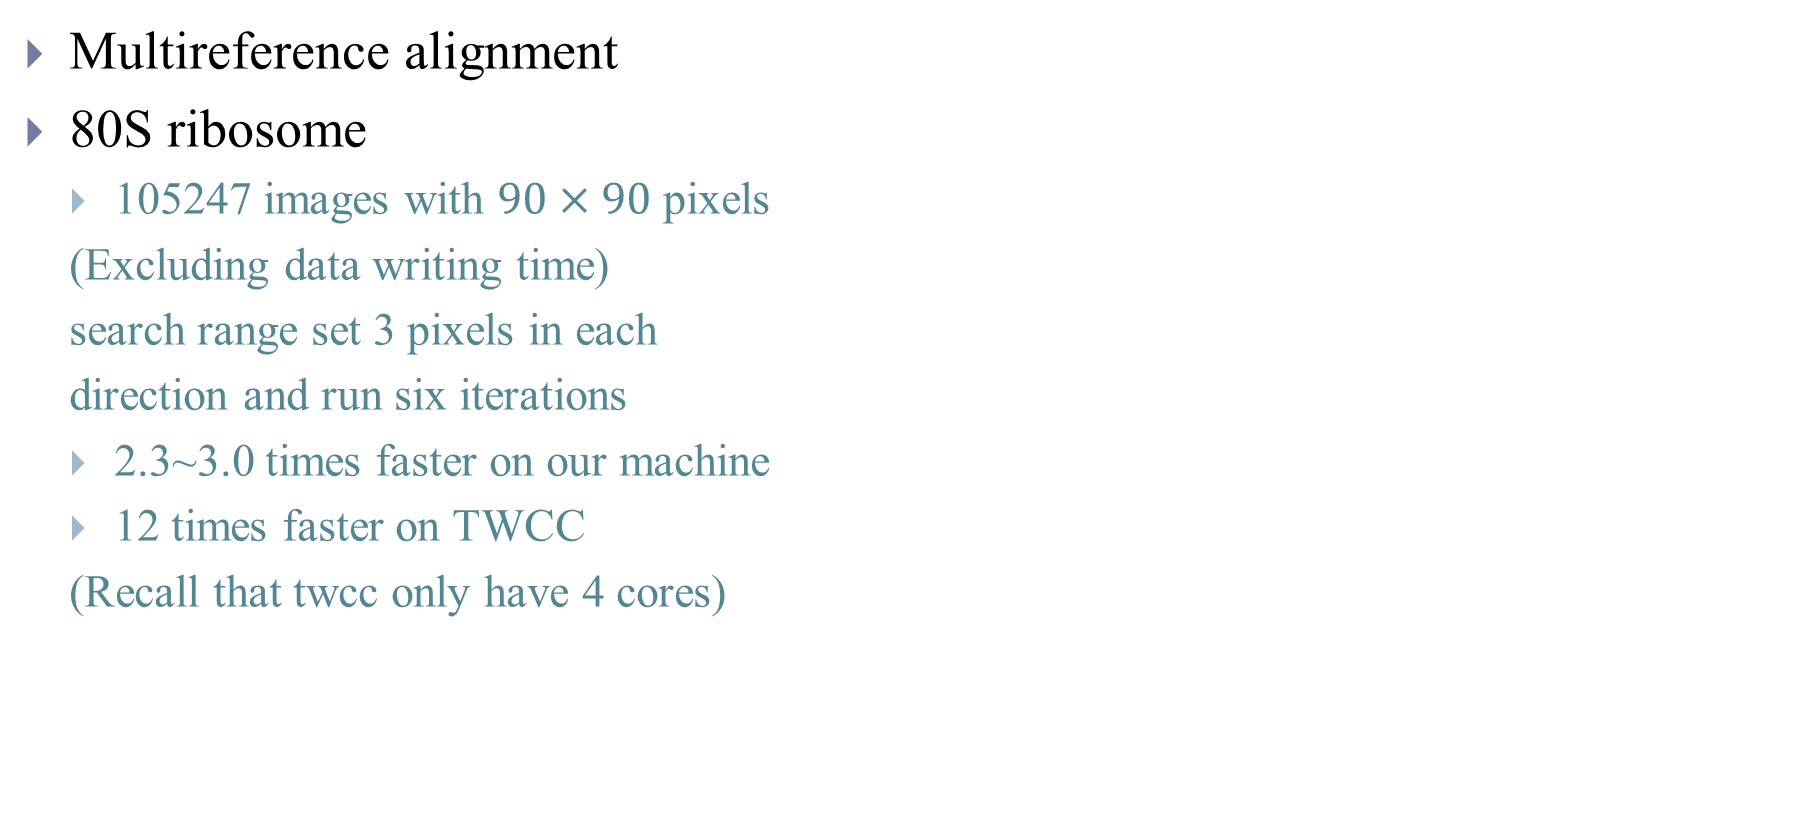 Multireference alignment
80S ribosome
105247 images with 90 × 90 pixels
(Excluding data writing time)
search range set 3 pixels in each
direction and run six iterations
2.3~3.0 times faster on our machine
12 times faster on TWCC
(Recall that twcc only have 4 cores)